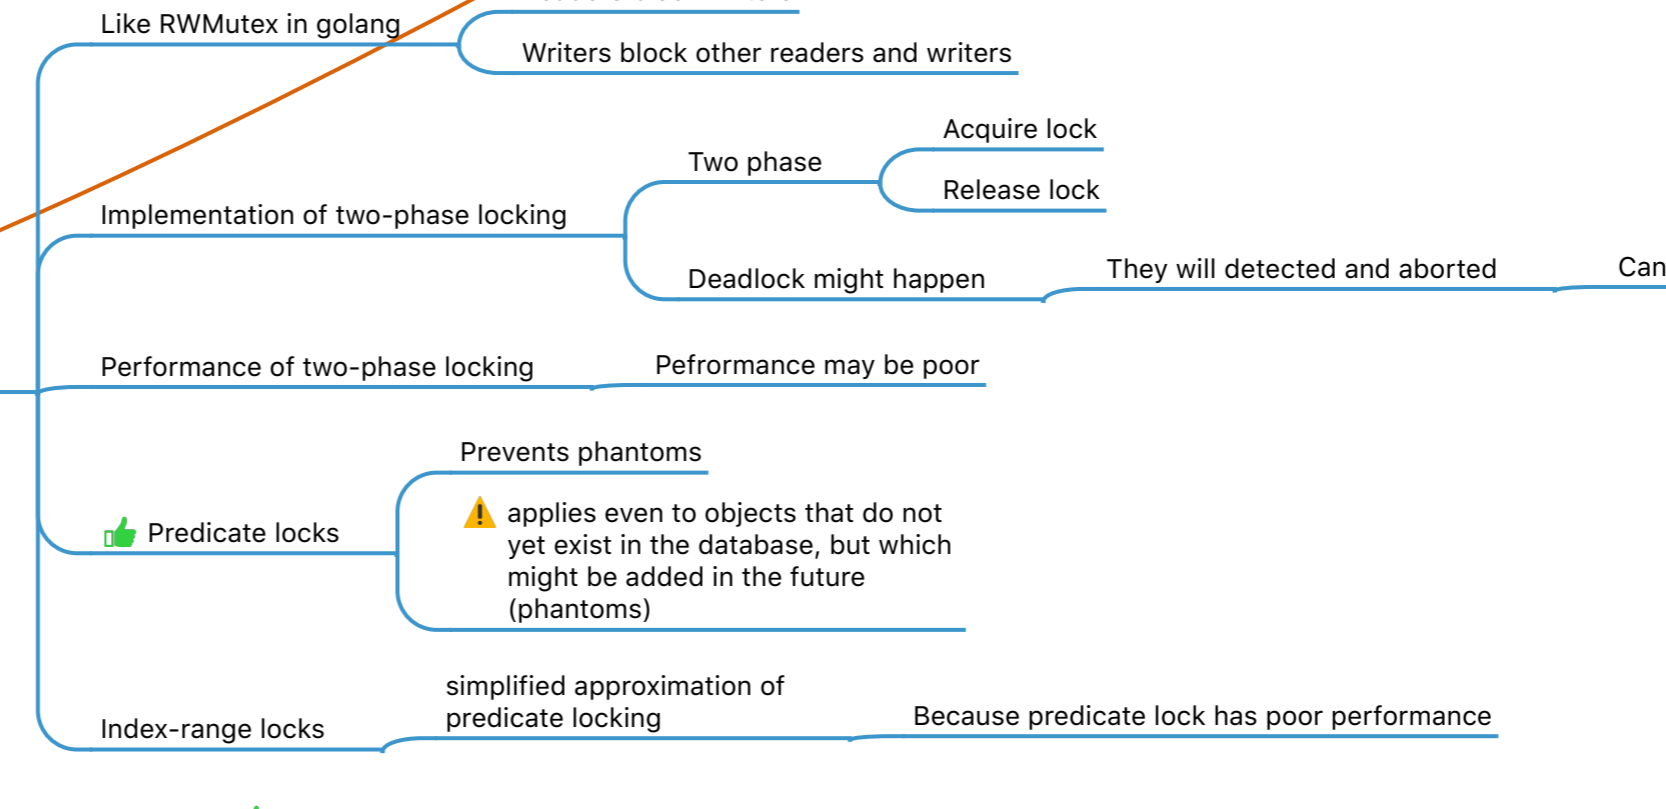 Like RWMutex in golang
Writers block other readers and writers
Implementation of two-phase locking
Two phase
Acquire lock
Release lock
Deadlock might happen
They will detected and aborted
Can
Performance of two-phase locking
Pefrormance may be poor
Predicate locks
Prevents phantoms
applies even to objects that do not
yet exist in the database, but which
might be added in the future
(phantoms)
Index-range locks
simplified approximation of
predicate locking
Because predicate lock has poor performance